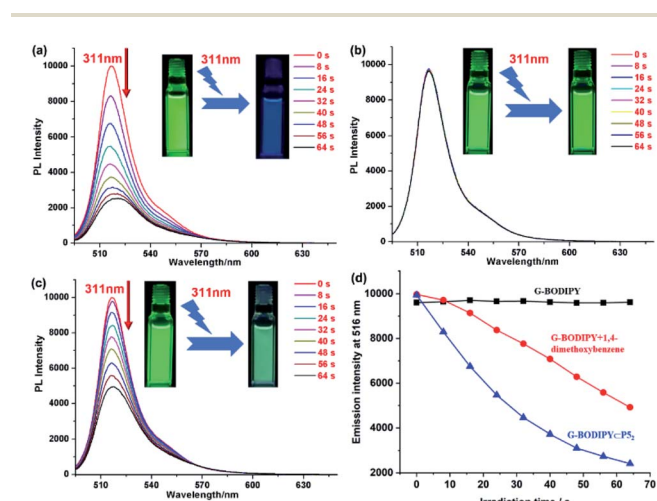 (a)
311nm
311nm
0 s
8 s
16 s
24 s
32 s
40 s
48 s
56 s
64 s
PL Intensity
10000
8000
6000
4000
2000
0
510
540
570
600
630
Wavelength/nm
(b)
311nm
0 s
8 s
16 s
24 s
32 s
40 s
48 s
56 s
64 s
PL Intensity
10000
8000
6000
4000
2000
0
510
540
570
600
630
Wavelength/nm
(c)
311nm
311nm
0 s
8 s
16 s
24 s
32 s
40 s
48 s
56 s
64 s
PL Intensity
10000
8000
6000
4000
2000
0
510
540
570
600
630
Wavelength/nm
(d)
G-BODIPY
G-BODIPY+1,4-
dimethoxybenzene
G-BODIPY⊂P5₂
Emission intensity at 516 nm
10000
8000
6000
4000
2000
0
10
20
30
40
50
60
70
Irradiation time / s